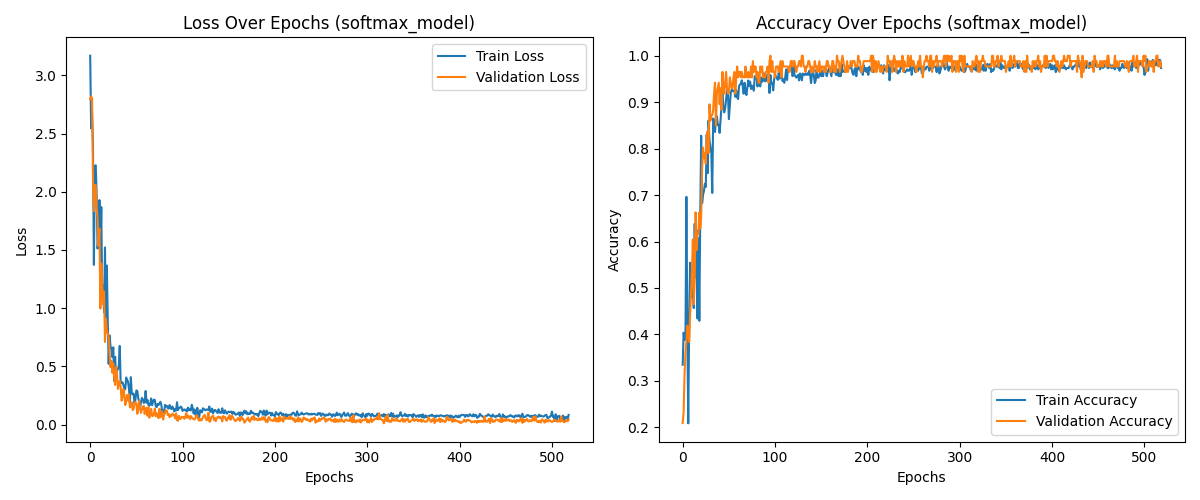 Loss Over Epochs (softmax_model)
Train Loss
Validation Loss
3.0
2.5
2.0
1.5
1.0
0.5
0.0
Loss
0 100 200 300 400 500
Epochs
Accuracy Over Epochs (softmax_model)
1.0
0.9
0.8
0.7
0.6
0.5
0.4
0.3
0.2
Accuracy
Train Accuracy
Validation Accuracy
0 100 200 300 400 500
Epochs